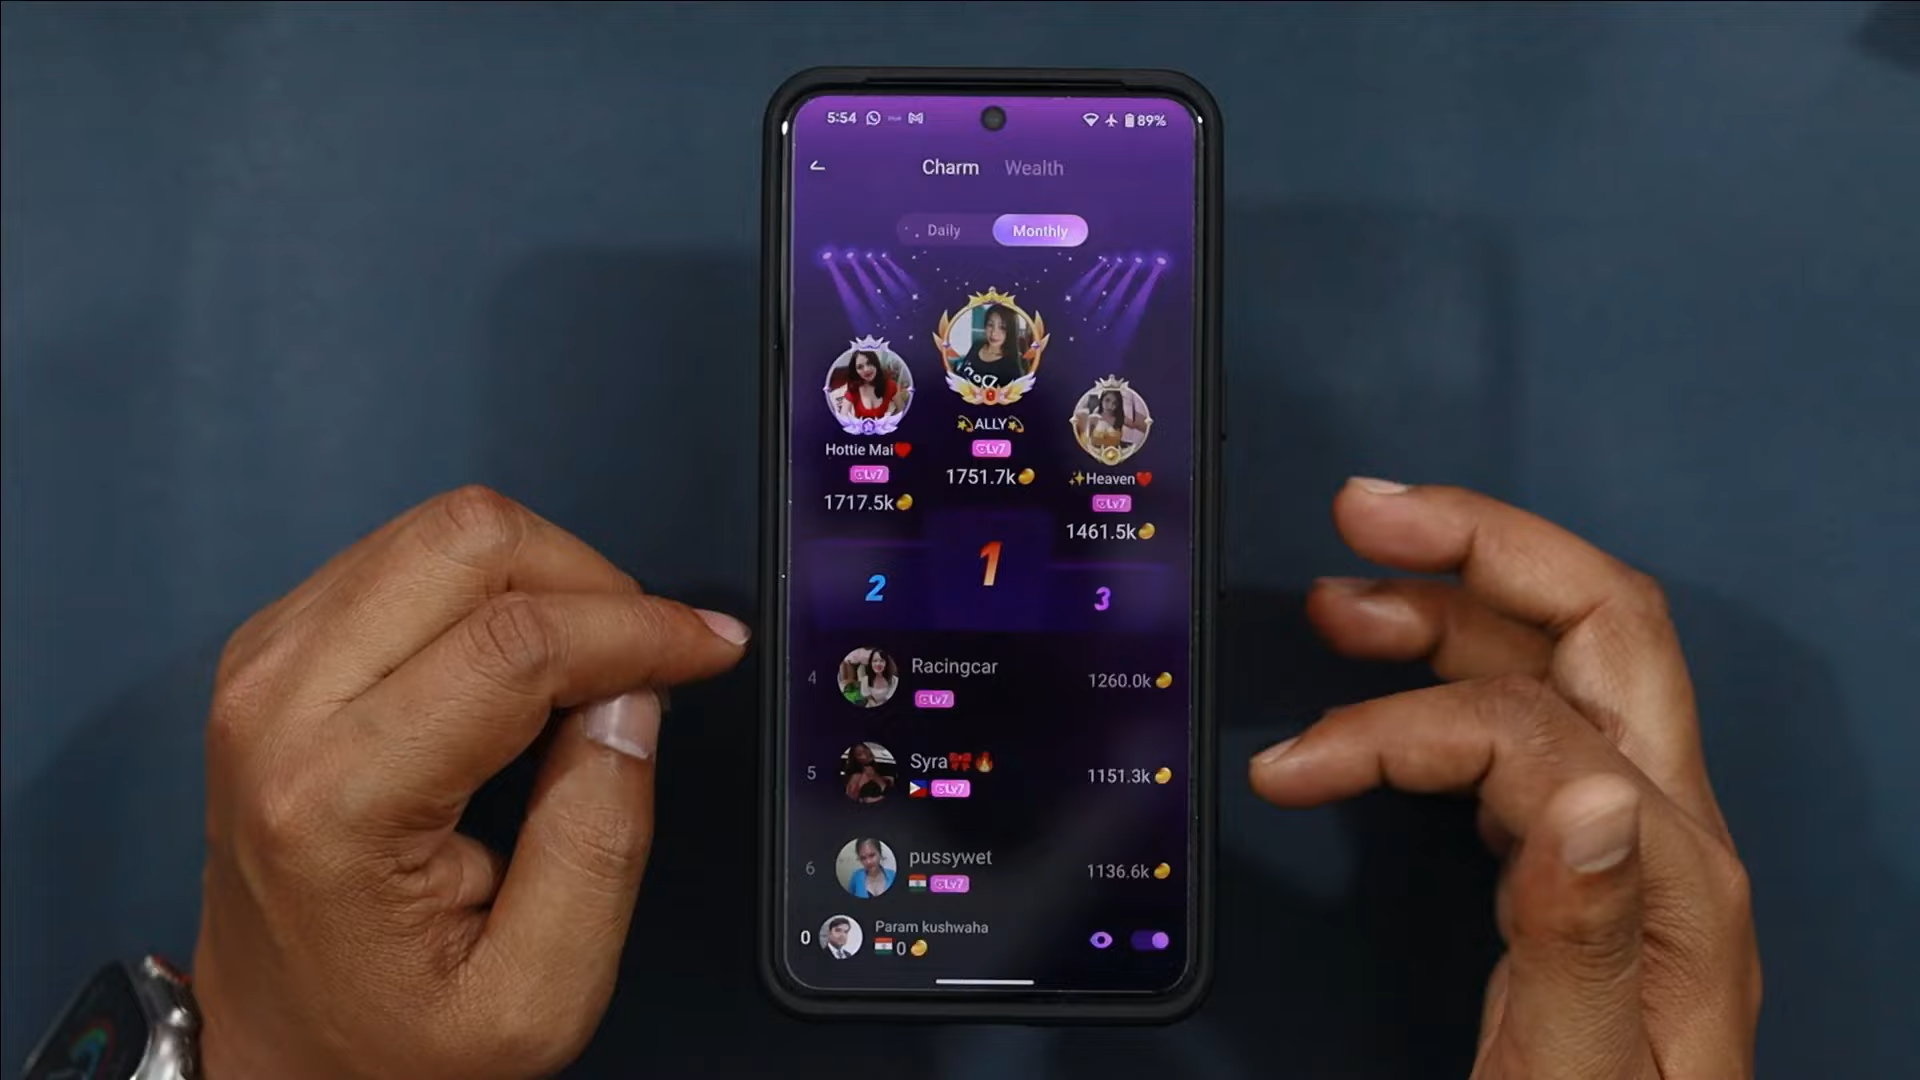 5:54 89%
Charm Wealth
Daily Monthly
ALLY
Lv7
1751.7k
Hottie Mai
Lv7
1717.5k
Heaven
Lv7
1461.5k
2 1 3
4 Racingcar 1260.0k
Lv7
5 Syra 1151.3k
Lv7
6 pussywet 1136.6k
Lv7
0 Param kushwaha
0